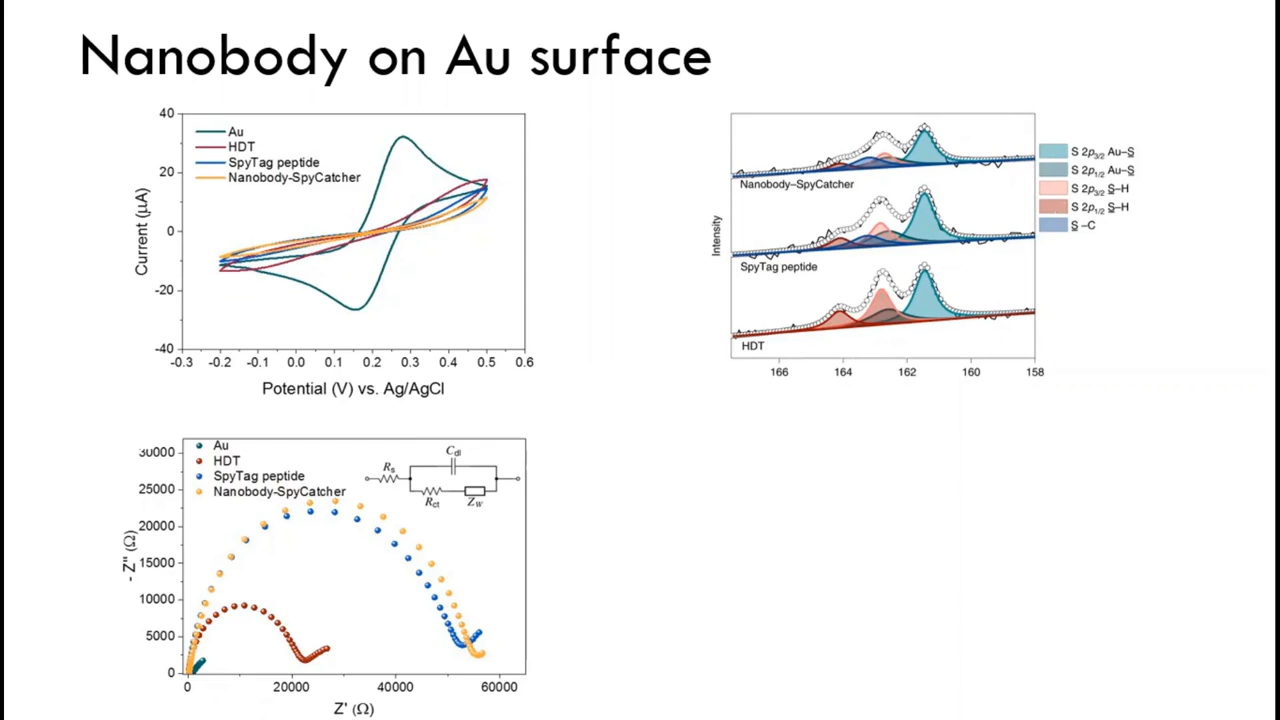 Nanobody on Au surface
40
20
0
-20
-40
Current (µA)
Au
HDT
SpyTag peptide
Nanobody-SpyCatcher
-0.3 -0.2 -0.1 0.0 0.1 0.2 0.3 0.4 0.5 0.6
Potential (V) vs. Ag/AgCl
Intensity
Nanobody–SpyCatcher
SpyTag peptide
HDT
166 164 162 160 158
S 2p3/2 Au–S
S 2p1/2 Au–S
S 2p3/2 S–H
S 2p1/2 S–H
S –C
30000
25000
20000
15000
10000
5000
0
- Z'' (Ω)
Au
HDT
SpyTag peptide
Nanobody-SpyCatcher
Cdl
Rs
Rct
ZW
0 20000 40000 60000
Z' (Ω)